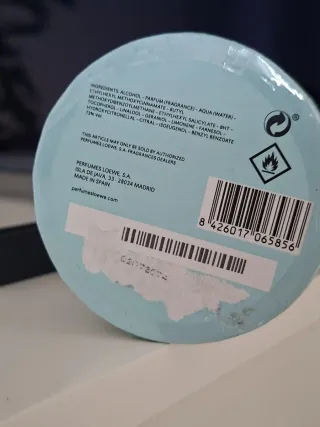 INGREDIENTS: ALCOHOL - PARFUM (FRAGRANCE) - AQUA (WATER) -
ETHYLHEXYL METHOXYCINNAMATE - BUTYL
METHOXYDIBENZOYLMETHANE - ETHYLHEXYL SALICYLATE - BHT -
TOCOPHEROL - LINALOOL - GERANIOL - LIMONENE - FARNESOL -
HYDROXYCITRONELLAL - CITRAL - ISOEUGENOL - BENZYL BENZOATE
THIS ARTICLE MAY ONLY BE SOLD BY AUTHORIZED
PERFUMES LOEWE, S.A. FRAGRANCES DEALERS
PERFUMES LOEWE, S.A.
ISLA DE JAVA, 33 - 28034 MADRID
MADE IN SPAIN
perfumesloewe.com
8 426017 065856